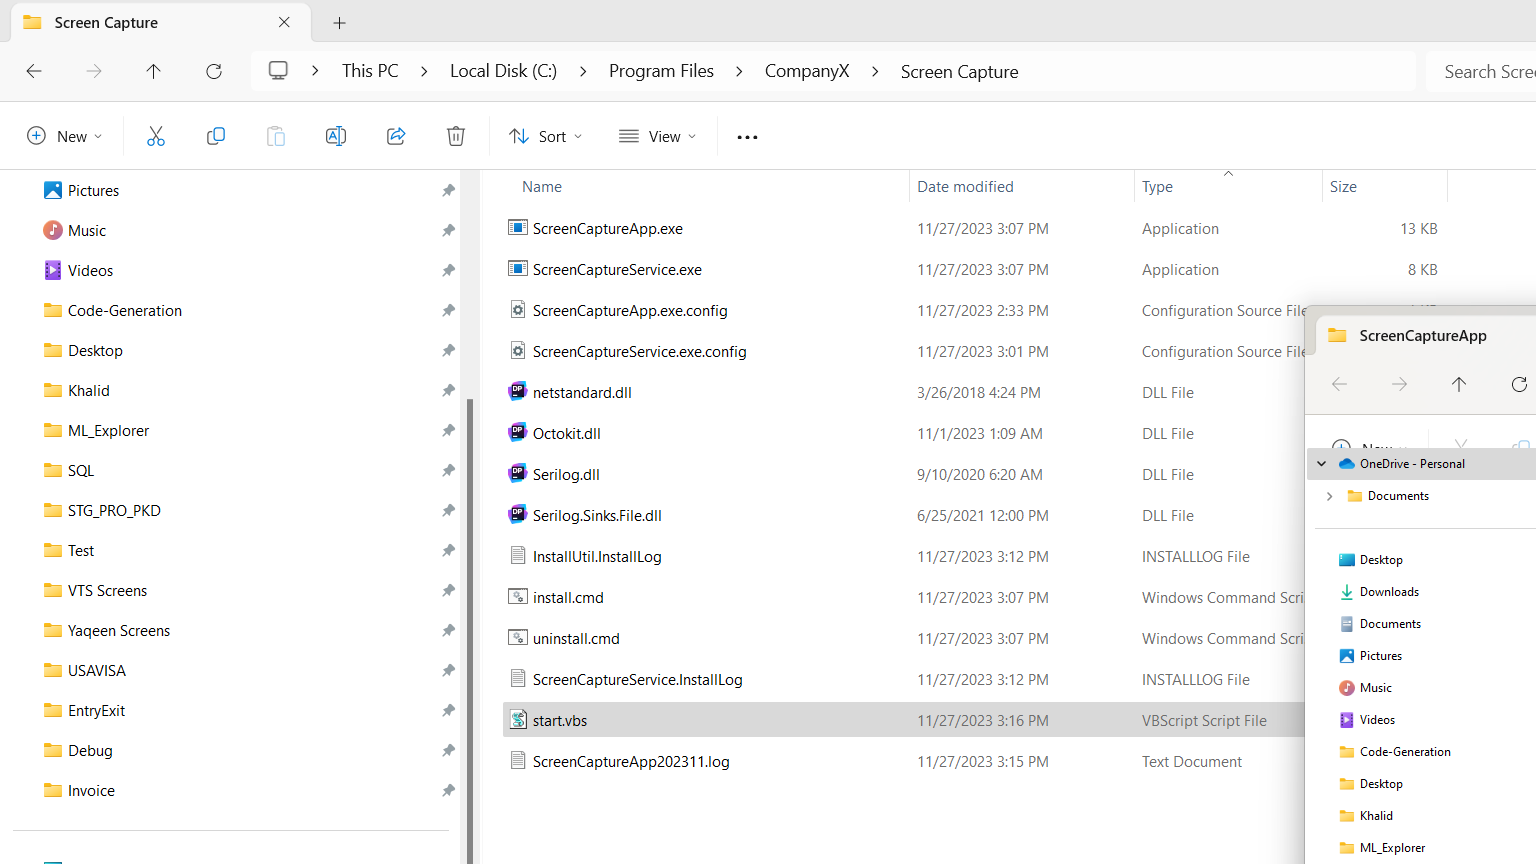 Screen Capture
This PC > Local Disk (C:) > Program Files > CompanyX > Screen Capture
Search Scre
New
Sort
View
Pictures
Music
Videos
Code-Generation
Desktop
Khalid
ML_Explorer
SQL
STG_PRO_PKD
Test
VTS Screens
Yaqeen Screens
USAVISA
EntryExit
Debug
Invoice
Name Date modified Type Size
ScreenCaptureApp.exe 11/27/2023 3:07 PM Application 13 KB
ScreenCaptureService.exe 11/27/2023 3:07 PM Application 8 KB
ScreenCaptureApp.exe.config 11/27/2023 2:33 PM Configuration Source File
ScreenCaptureService.exe.config 11/27/2023 3:01 PM Configuration Source File
netstandard.dll 3/26/2018 4:24 PM DLL File
Octokit.dll 11/1/2023 1:09 AM DLL File
Serilog.dll 9/10/2020 6:20 AM DLL File
Serilog.Sinks.File.dll 6/25/2021 12:00 PM DLL File
InstallUtil.InstallLog 11/27/2023 3:12 PM INSTALLLOG File
install.cmd 11/27/2023 3:07 PM Windows Command Scri
uninstall.cmd 11/27/2023 3:07 PM Windows Command Scri
ScreenCaptureService.InstallLog 11/27/2023 3:12 PM INSTALLLOG File
start.vbs 11/27/2023 3:16 PM VBScript Script File
ScreenCaptureApp202311.log 11/27/2023 3:15 PM Text Document
ScreenCaptureApp
New
OneDrive - Personal
Documents
Desktop
Downloads
Documents
Pictures
Music
Videos
Code-Generation
Desktop
Khalid
ML_Explorer